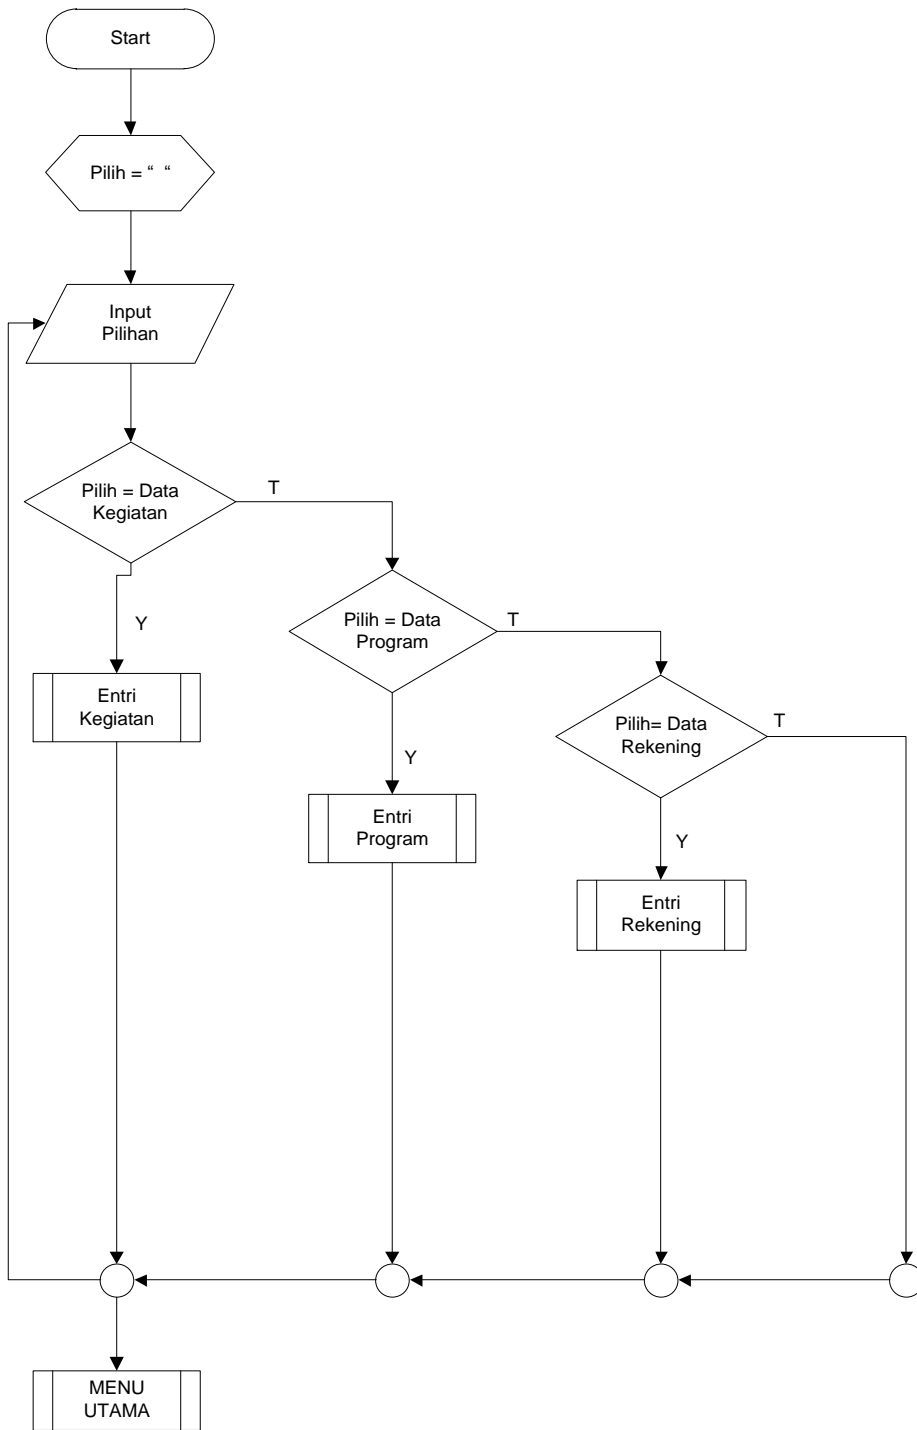 Start
Pilih = “ “
Input
Pilihan
Pilih = Data
Kegiatan
T
Y
Entri
Kegiatan
Pilih = Data
Program
T
Y
Entri
Program
Pilih= Data
Rekening
T
Y
Entri
Rekening
MENU
UTAMA